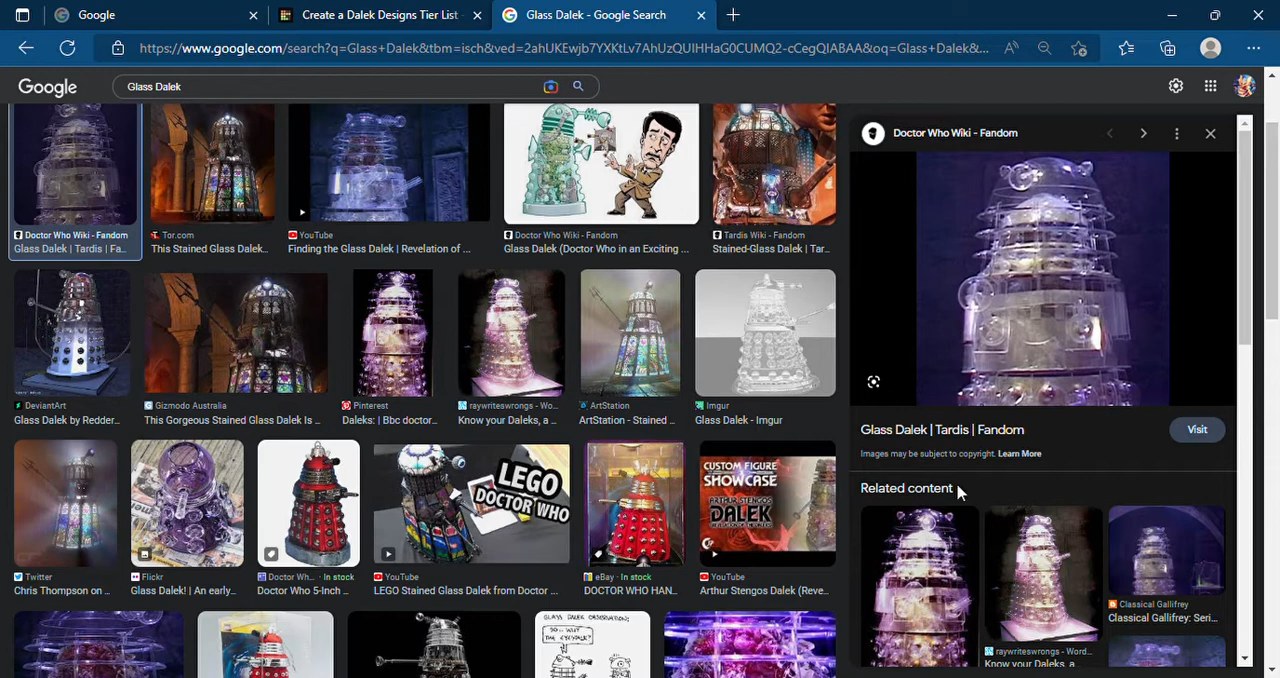 Google
Create a Dalek Designs Tier List
Glass Dalek - Google Search
https://www.google.com/search?q=Glass+Dalek&tbm=isch&ved=2ahUKEwjb7YXKtLv7AhUzQUIHHaG0CUMQ2-cCegQIABAA&oq=Glass+Dalek&...
Google
Glass Dalek
Doctor Who Wiki - Fandom
Glass Dalek | Tardis | Fa...
Tor.com
This Stained Glass Dalek...
YouTube
Finding the Glass Dalek | Revelation of ...
Doctor Who Wiki - Fandom
Glass Dalek (Doctor Who in an Exciting ...
Tardis Wiki - Fandom
Stained-Glass Dalek | Tar...
DeviantArt
Glass Dalek by Redder...
Gizmodo Australia
This Gorgeous Stained Glass Dalek Is ...
Pinterest
Daleks: | Bbc doctor...
raywriteswrongs - Wo...
Know your Daleks, a ...
ArtStation
ArtStation - Stained ...
Imgur
Glass Dalek - Imgur
LEGO
DOCTOR WHO
CUSTOM FIGURE
SHOWCASE
ARTHUR STENGOS
DALEK
Twitter
Chris Thompson on ...
Flickr
Glass Dalek! | An early...
Doctor Wh... · In stock
Doctor Who 5-Inch ...
YouTube
LEGO Stained Glass Dalek from Doctor ...
eBay · In stock
DOCTOR WHO HAN...
YouTube
Arthur Stengos Dalek (Reve...
GLASS DALEK OBSERVATION:
Doctor Who Wiki - Fandom
Glass Dalek | Tardis | Fandom
Visit
Images may be subject to copyright. Learn More
Related content
Classical Gallifrey
Classical Gallifrey: Seri...
raywriteswrongs - Word...
Know your Daleks, a